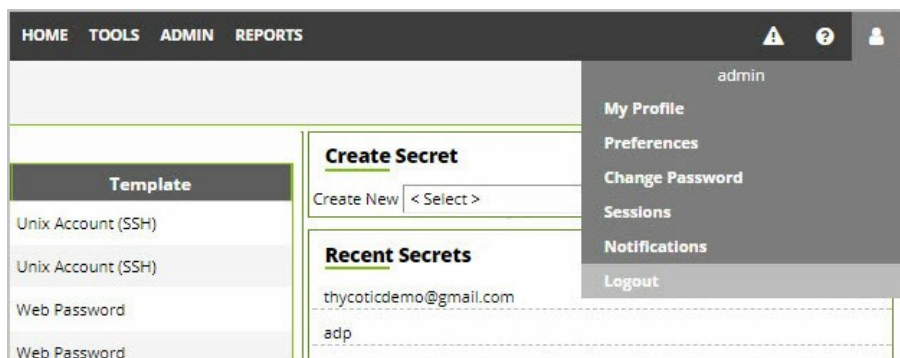 HOME TOOLS ADMIN REPORTS
admin
My Profile
Preferences
Change Password
Sessions
Notifications
Logout
Template
Unix Account (SSH)
Unix Account (SSH)
Web Password
Web Password
Create Secret
Create New < Select >
Recent Secrets
thycoticdemo@gmail.com
adp